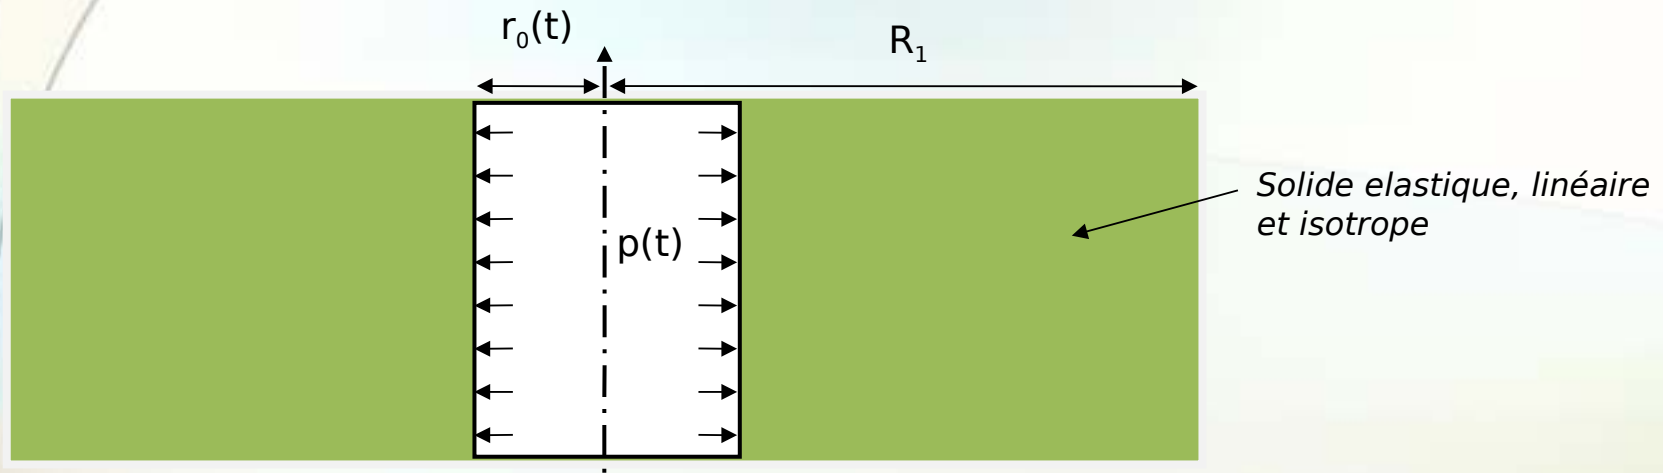 r₀(t)
R₁
p(t)
Solide elastique, linéaire
et isotrope